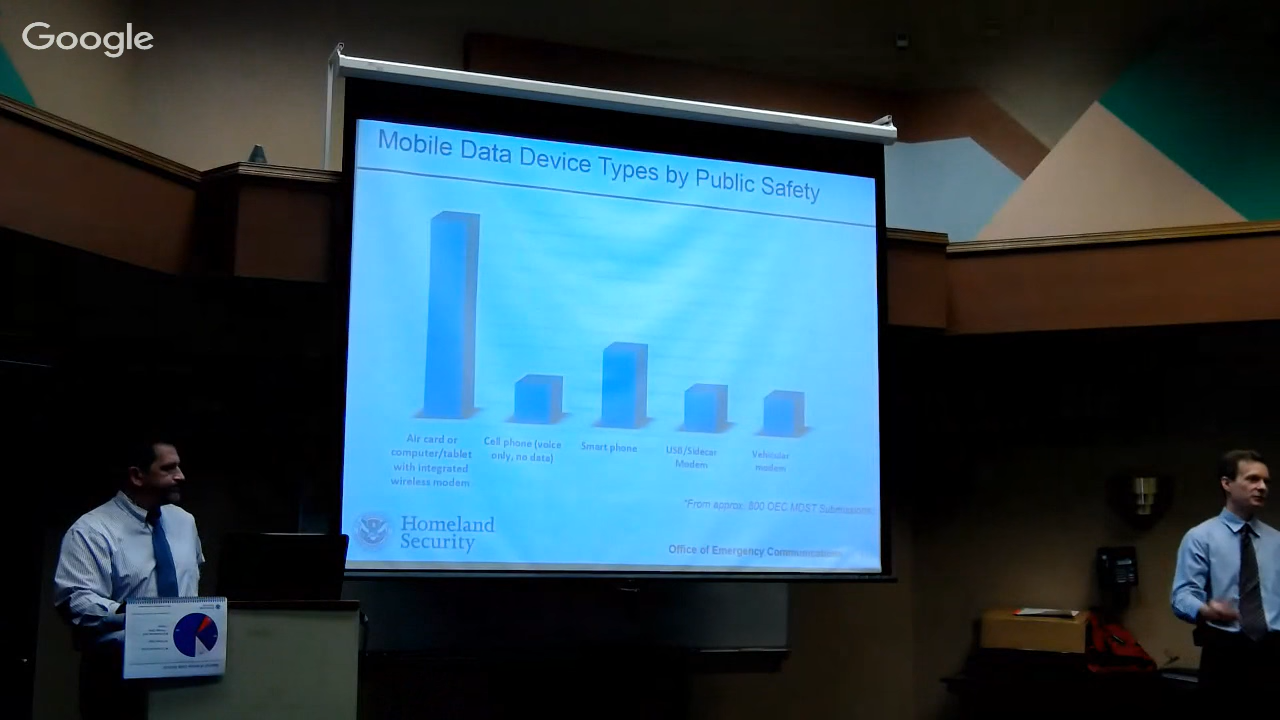 Google
Mobile Data Device Types by Public Safety
Air card or
computer/tablet
with integrated
wireless modem
Cell phone (voice
only, no data)
Smart phone
USB/Sidecar
Modem
Vehicular
modem
*From approx. 800 OEC MDST Submissions
Homeland
Security
Office of Emergency Communications